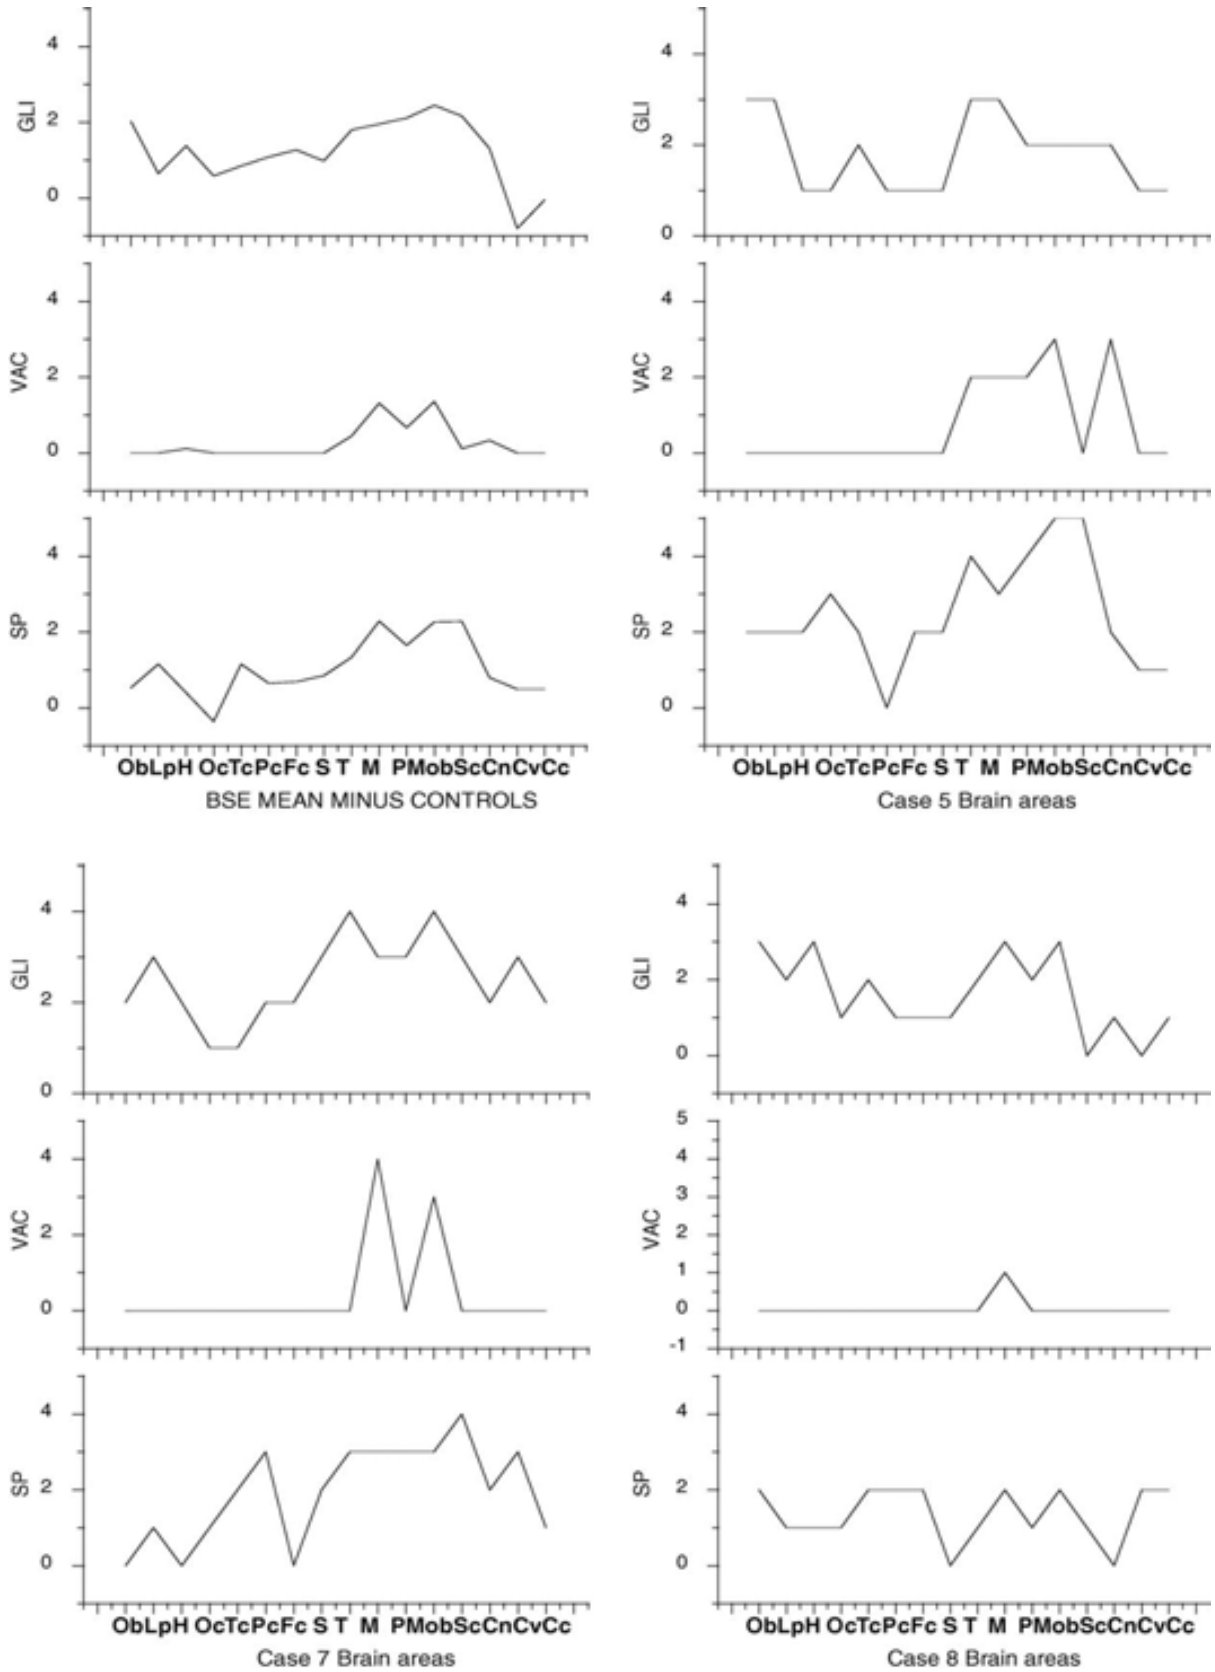 4
GLI
2
0
4
VAC
2
0
4
SP
2
0
ObLpH OcTcPcFc S T M PMobScCnCvCc
BSE MEAN MINUS CONTROLS
4
GLI
2
0
4
VAC
2
0
4
SP
2
0
ObLpH OcTcPcFc S T M PMobScCnCvCc
Case 5 Brain areas
4
GLI
2
0
4
VAC
2
0
4
SP
2
0
ObLpH OcTcPcFc S T M PMobScCnCvCc
Case 7 Brain areas
4
GLI
2
0
5
4
3
VAC
2
1
0
-1
4
SP
2
0
ObLpH OcTcPcFc S T M PMobScCnCvCc
Case 8 Brain areas